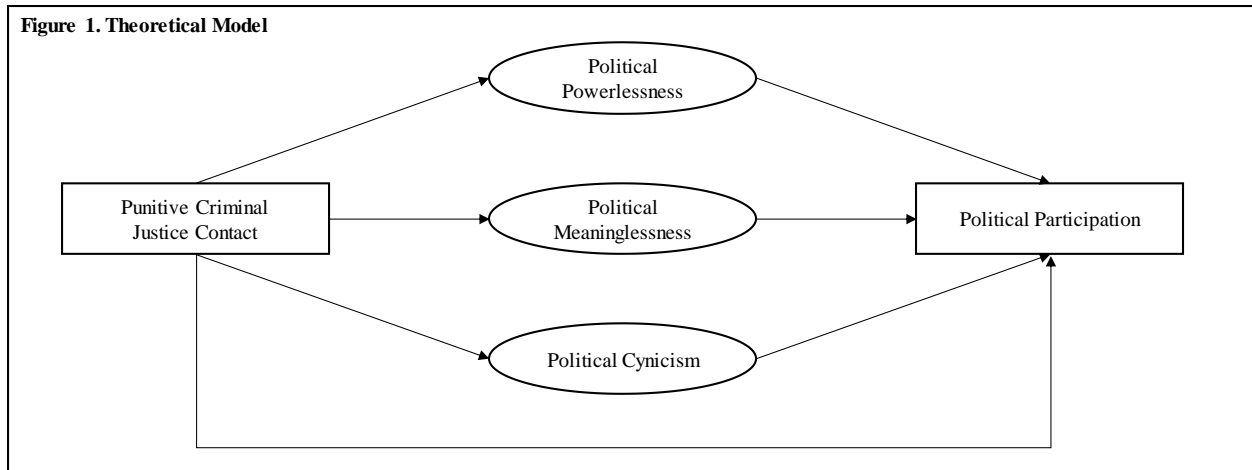 Figure 1. Theoretical Model
Political
Powerlessness
Punitive Criminal
Justice Contact
Political
Meaninglessness
Political Participation
Political Cynicism